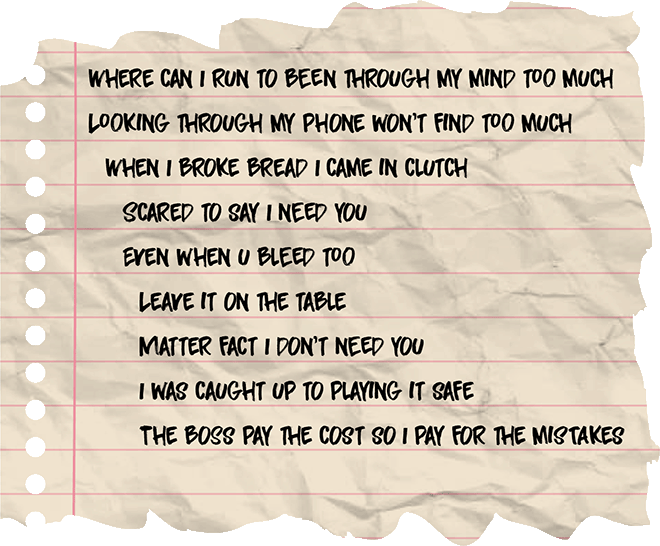 WHERE CAN I RUN TO BEEN THROUGH MY MIND TOO MUCH
LOOKING THROUGH MY PHONE WON'T FIND TOO MUCH
WHEN I BROKE BREAD I CAME IN CLUTCH
SCARED TO SAY I NEED YOU
EVEN WHEN U BLEED TOO
LEAVE IT ON THE TABLE
MATTER FACT I DON'T NEED YOU
I WAS CAUGHT UP TO PLAYING IT SAFE
THE BOSS PAY THE COST SO I PAY FOR THE MISTAKES